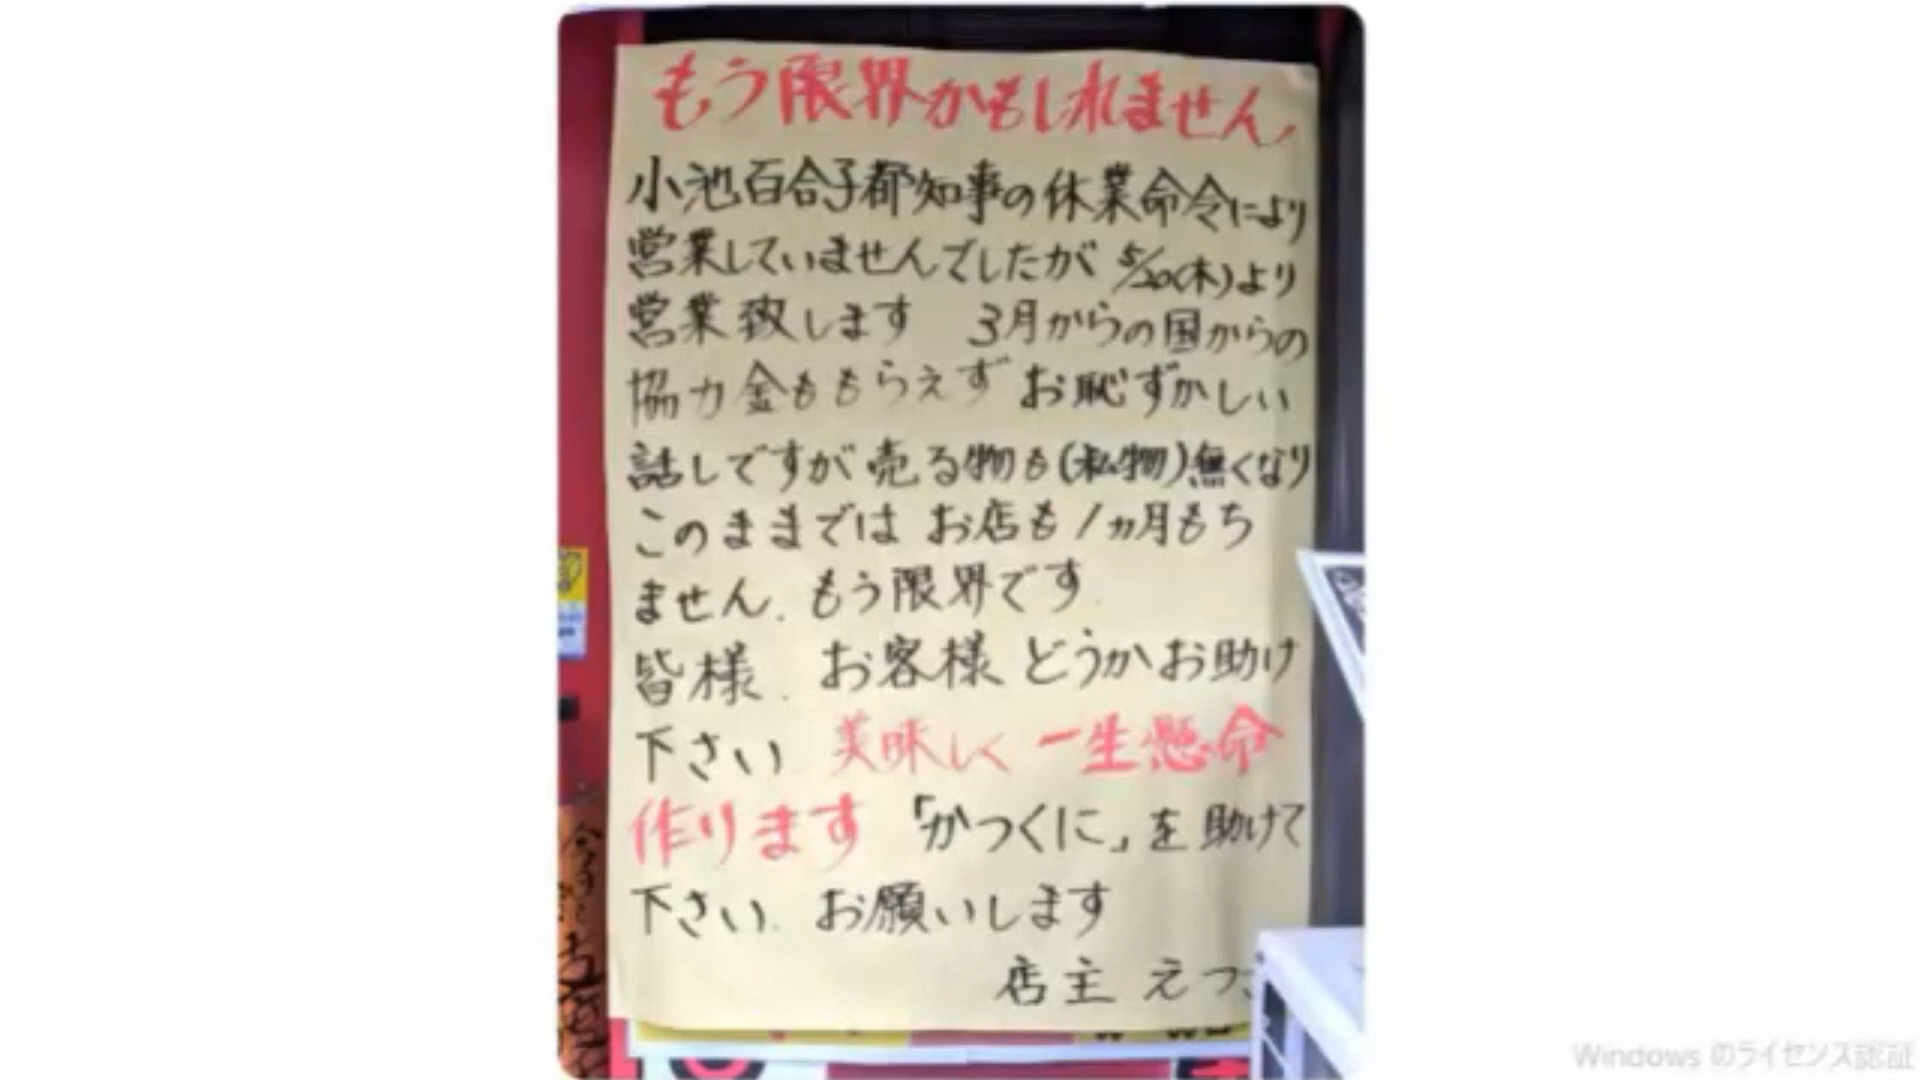 もう限界かもしれません
小池百合子都知事の休業命令により
営業していませんでしたが 5/20(木)より
営業致します 3月からの国からの
協力金ももらえず お恥ずかしい
話しですが 売る物も(私物)無くなり
このままでは お店も1ヵ月もち
ません. もう限界です.
皆様. お客様 どうかお助け
下さい 美味しく 一生懸命
作ります 「かつくに」を助けて
下さい. お願いします
店主 えつ
Windows のライセンス認証